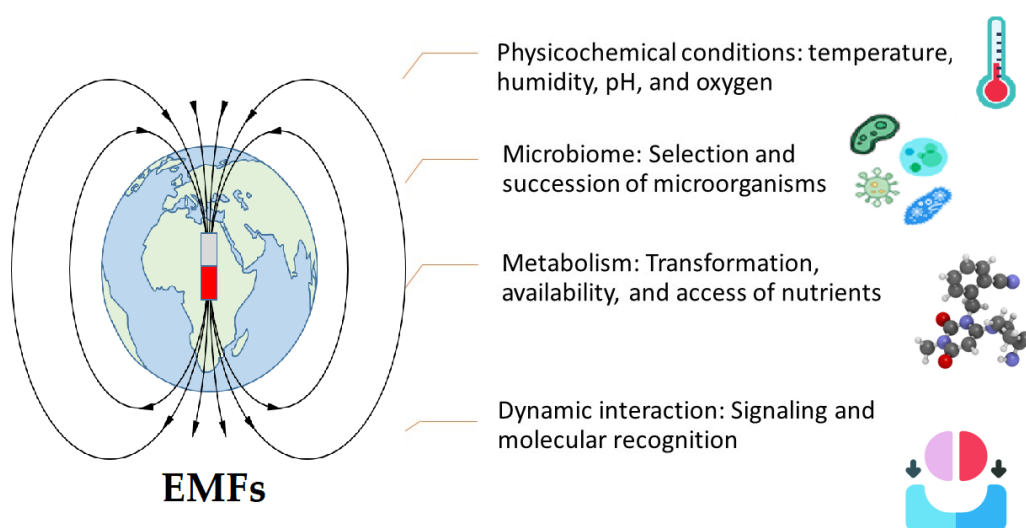 Physicochemical conditions: temperature,
humidity, pH, and oxygen
Microbiome: Selection and
succession of microorganisms
Metabolism: Transformation,
availability, and access of nutrients
Dynamic interaction: Signaling and
molecular recognition
EMFs